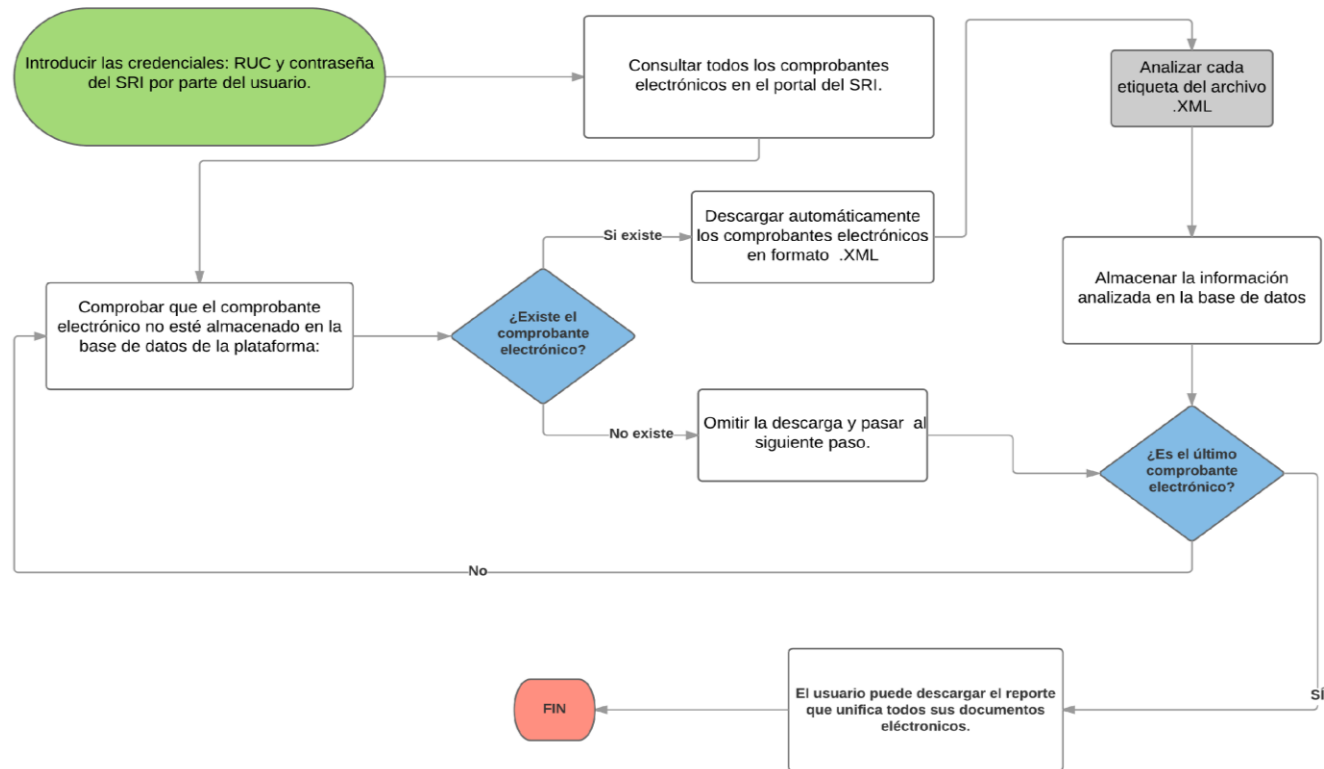 Introducir las credenciales: RUC y contraseña
del SRI por parte del usuario.
Consultar todos los comprobantes
electrónicos en el portal del SRI.
Analizar cada
etiqueta del archivo
.XML
Si existe
Descargar automáticamente
los comprobantes electrónicos
en formato .XML
Comprobar que el comprobante
electrónico no esté almacenado en la
base de datos de la plataforma:
¿Existe el
comprobante
electrónico?
Almacenar la información
analizada en la base de datos
No existe
Omitir la descarga y pasar al
siguiente paso.
¿Es el último
comprobante
electrónico?
No
El usuario puede descargar el reporte
que unifica todos sus documentos
eléctronicos.
SÍ
FIN